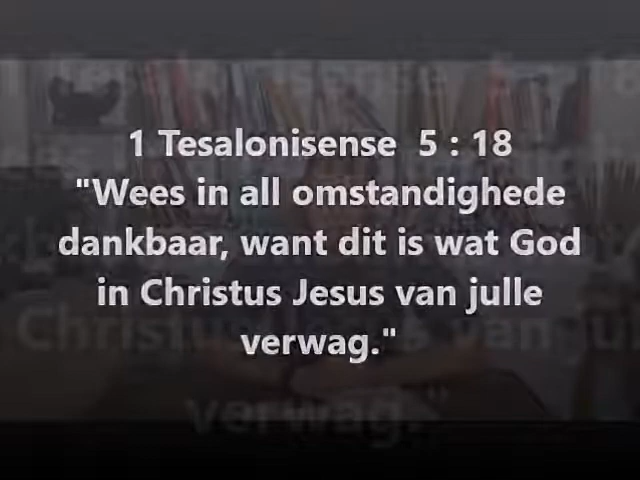 1 Tesalonisense 5 : 18
"Wees in all omstandighede
dankbaar, want dit is wat God
in Christus Jesus van julle
verwag."